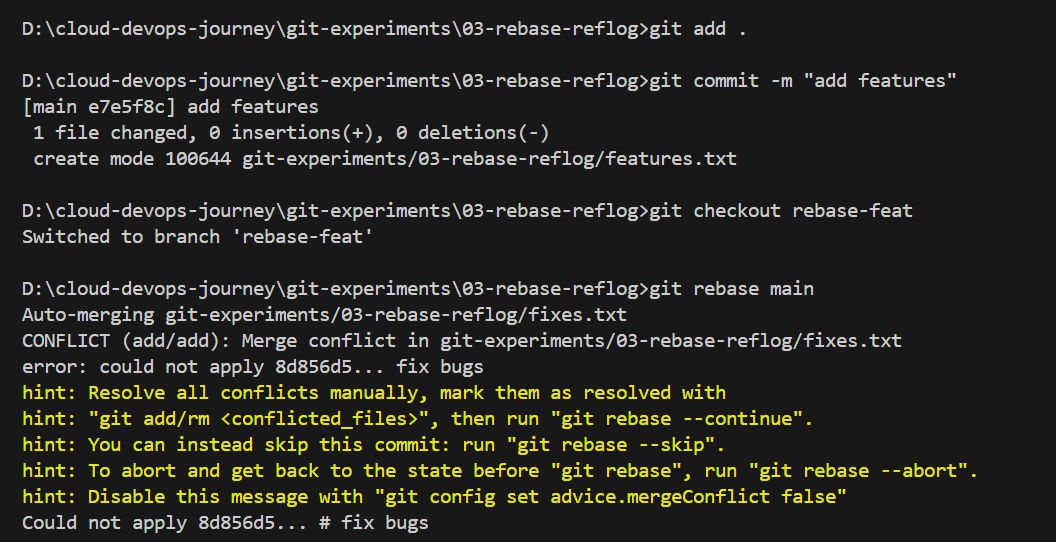 D:\cloud-devops-journey\git-experiments\03-rebase-reflog>git add .
D:\cloud-devops-journey\git-experiments\03-rebase-reflog>git commit -m "add features"
[main e7e5f8c] add features
 1 file changed, 0 insertions(+), 0 deletions(-)
 create mode 100644 git-experiments/03-rebase-reflog/features.txt
D:\cloud-devops-journey\git-experiments\03-rebase-reflog>git checkout rebase-feat
Switched to branch 'rebase-feat'
D:\cloud-devops-journey\git-experiments\03-rebase-reflog>git rebase main
Auto-merging git-experiments/03-rebase-reflog/fixes.txt
CONFLICT (add/add): Merge conflict in git-experiments/03-rebase-reflog/fixes.txt
error: could not apply 8d856d5... fix bugs
hint: Resolve all conflicts manually, mark them as resolved with
hint: "git add/rm <conflicted_files>", then run "git rebase --continue".
hint: You can instead skip this commit: run "git rebase --skip".
hint: To abort and get back to the state before "git rebase", run "git rebase --abort".
hint: Disable this message with "git config set advice.mergeConflict false"
Could not apply 8d856d5... # fix bugs